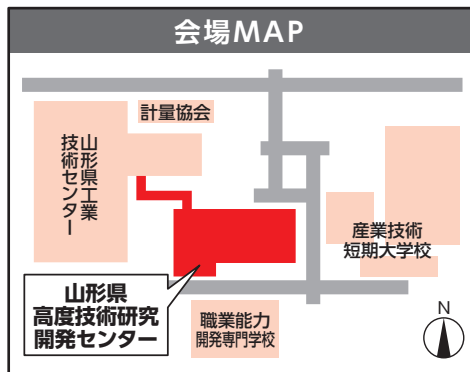 会場MAP
計量協会
山形県工業
技術センター
産業技術
短期大学校
山形県
高度技術研究
開発センター
職業能力
開発専門学校
N